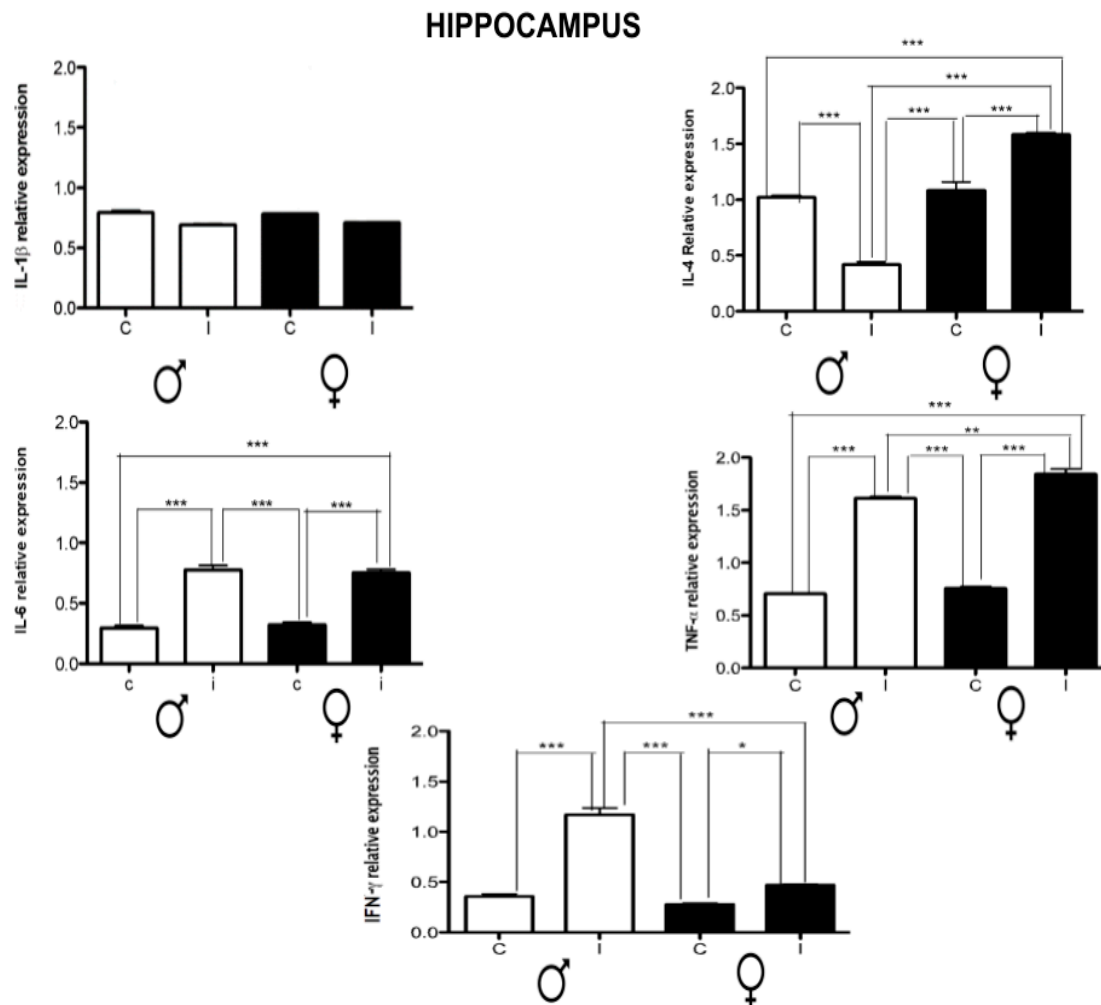 HIPPOCAMPUS
IL-1β relative expression
2.0
1.5
1.0
0.5
0.0
C I C I
♂ ♀
IL-4 Relative expression
2.0
1.5
1.0
0.5
0.0
***
***
*** *** ***
C I C I
♂ ♀
IL-6 relative expression
2.0
1.5
1.0
0.5
0.0
***
*** *** ***
c i c i
♂ ♀
TNF-α relative expression
2.0
1.5
1.0
0.5
0.0
***
**
*** *** ***
C I C I
♂ ♀
IFN-γ relative expression
2.0
1.5
1.0
0.5
0.0
***
*** *** *
C I C I
♂ ♀